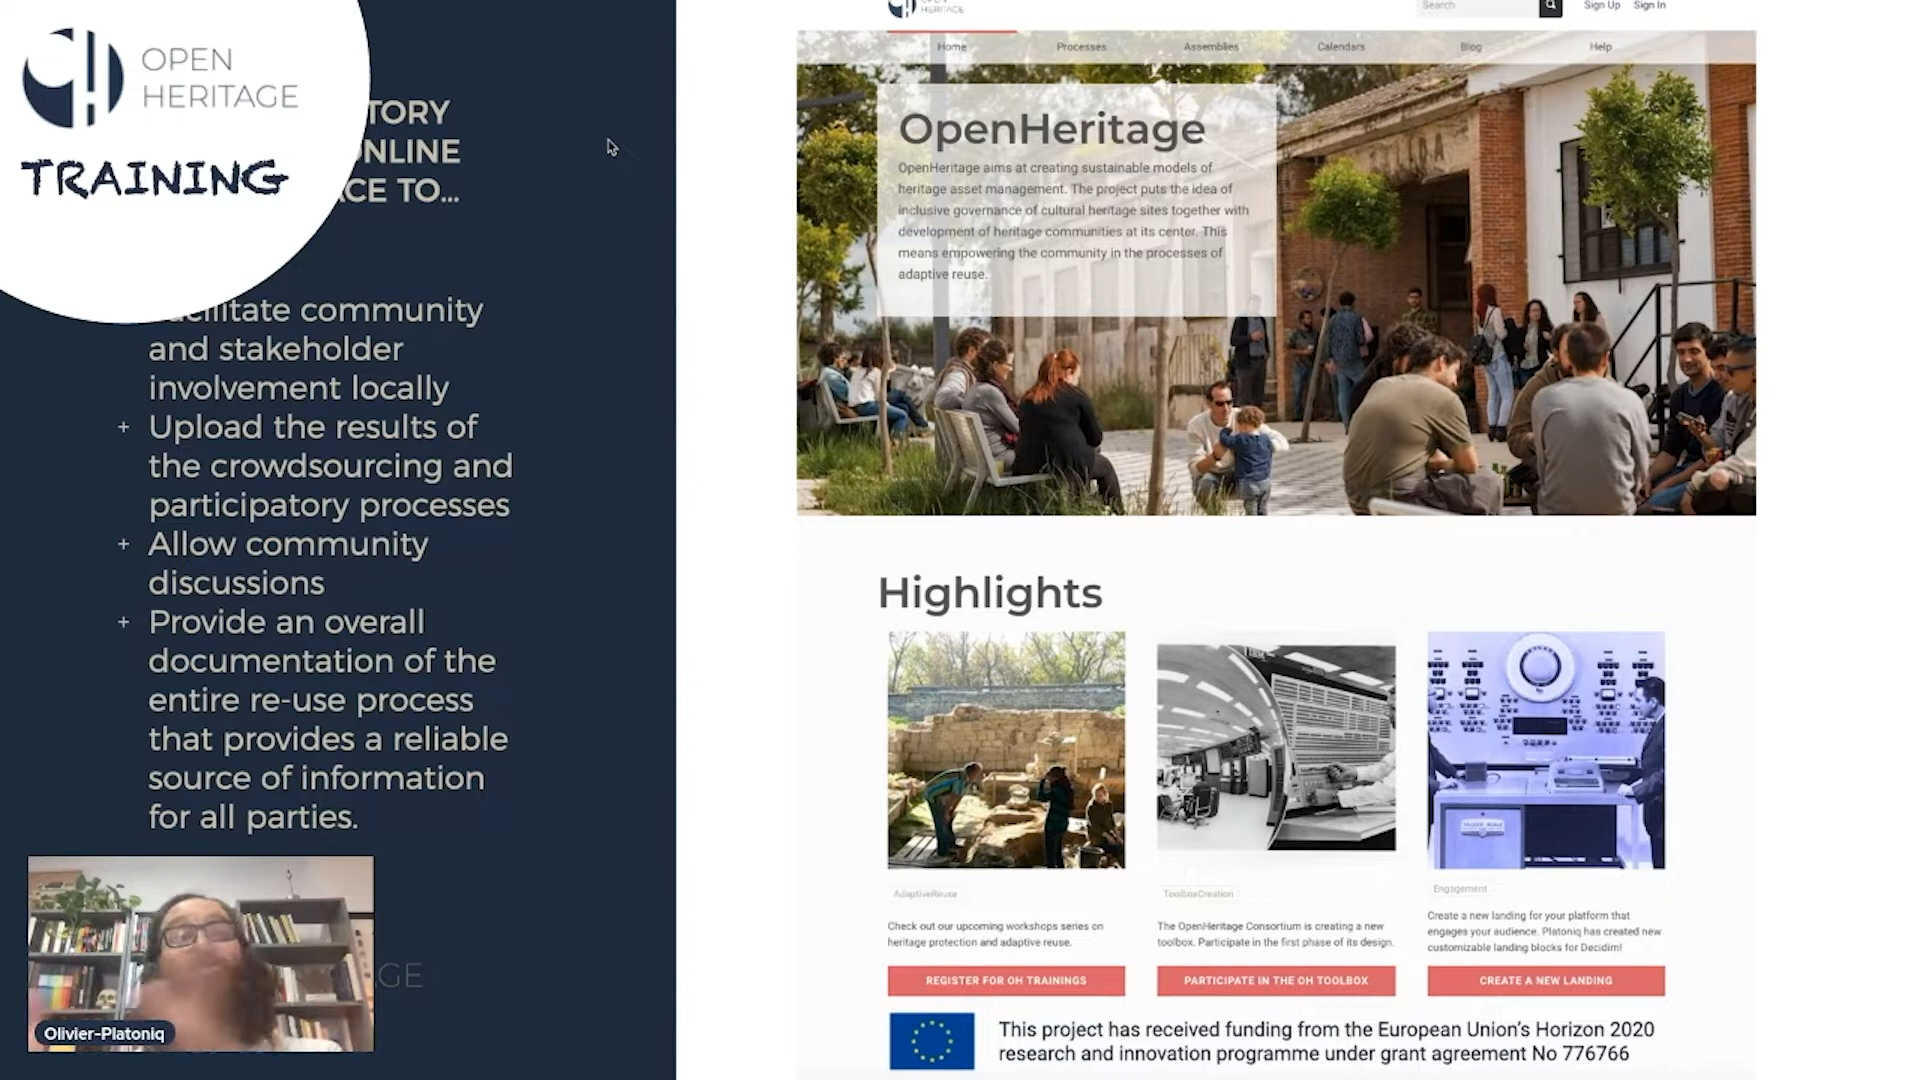 OPEN
HERITAGE
TRAINING
TORY
NLINE
CE TO...
litate community
and stakeholder
involvement locally
+ Upload the results of
the crowdsourcing and
participatory processes
+ Allow community
discussions
+ Provide an overall
documentation of the
entire re-use process
that provides a reliable
source of information
for all parties.
GE
Olivier-Platoniq
HERITAGE
Search
Sign Up Sign In
Home Processes Assemblies Calendars Blog Help
OpenHeritage
OpenHeritage aims at creating sustainable models of
heritage asset management. The project puts the idea of
inclusive governance of cultural heritage sites together with
development of heritage communities at its center. This
means empowering the community in the processes of
adaptive reuse.
Highlights
AdaptiveReuse
Check out our upcoming workshops series on
heritage protection and adaptive reuse.
REGISTER FOR OH TRAININGS
ToolboxCreation
The OpenHeritage Consortium is creating a new
toolbox. Participate in the first phase of its design.
PARTICIPATE IN THE OH TOOLBOX
Engagement
Create a new landing for your platform that
engages your audience. Platoniq has created new
customizable landing blocks for Decidim!
CREATE A NEW LANDING
This project has received funding from the European Union's Horizon 2020
research and innovation programme under grant agreement No 776766